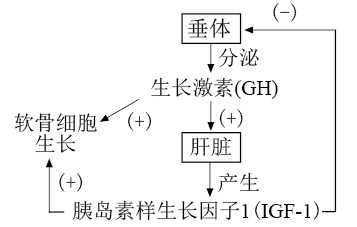 (−)
垂体
分泌
生长激素(GH)
软骨细胞
生长
(+)
(+)
肝脏
(+)
产生
胰岛素样生长因子1(IGF-1)